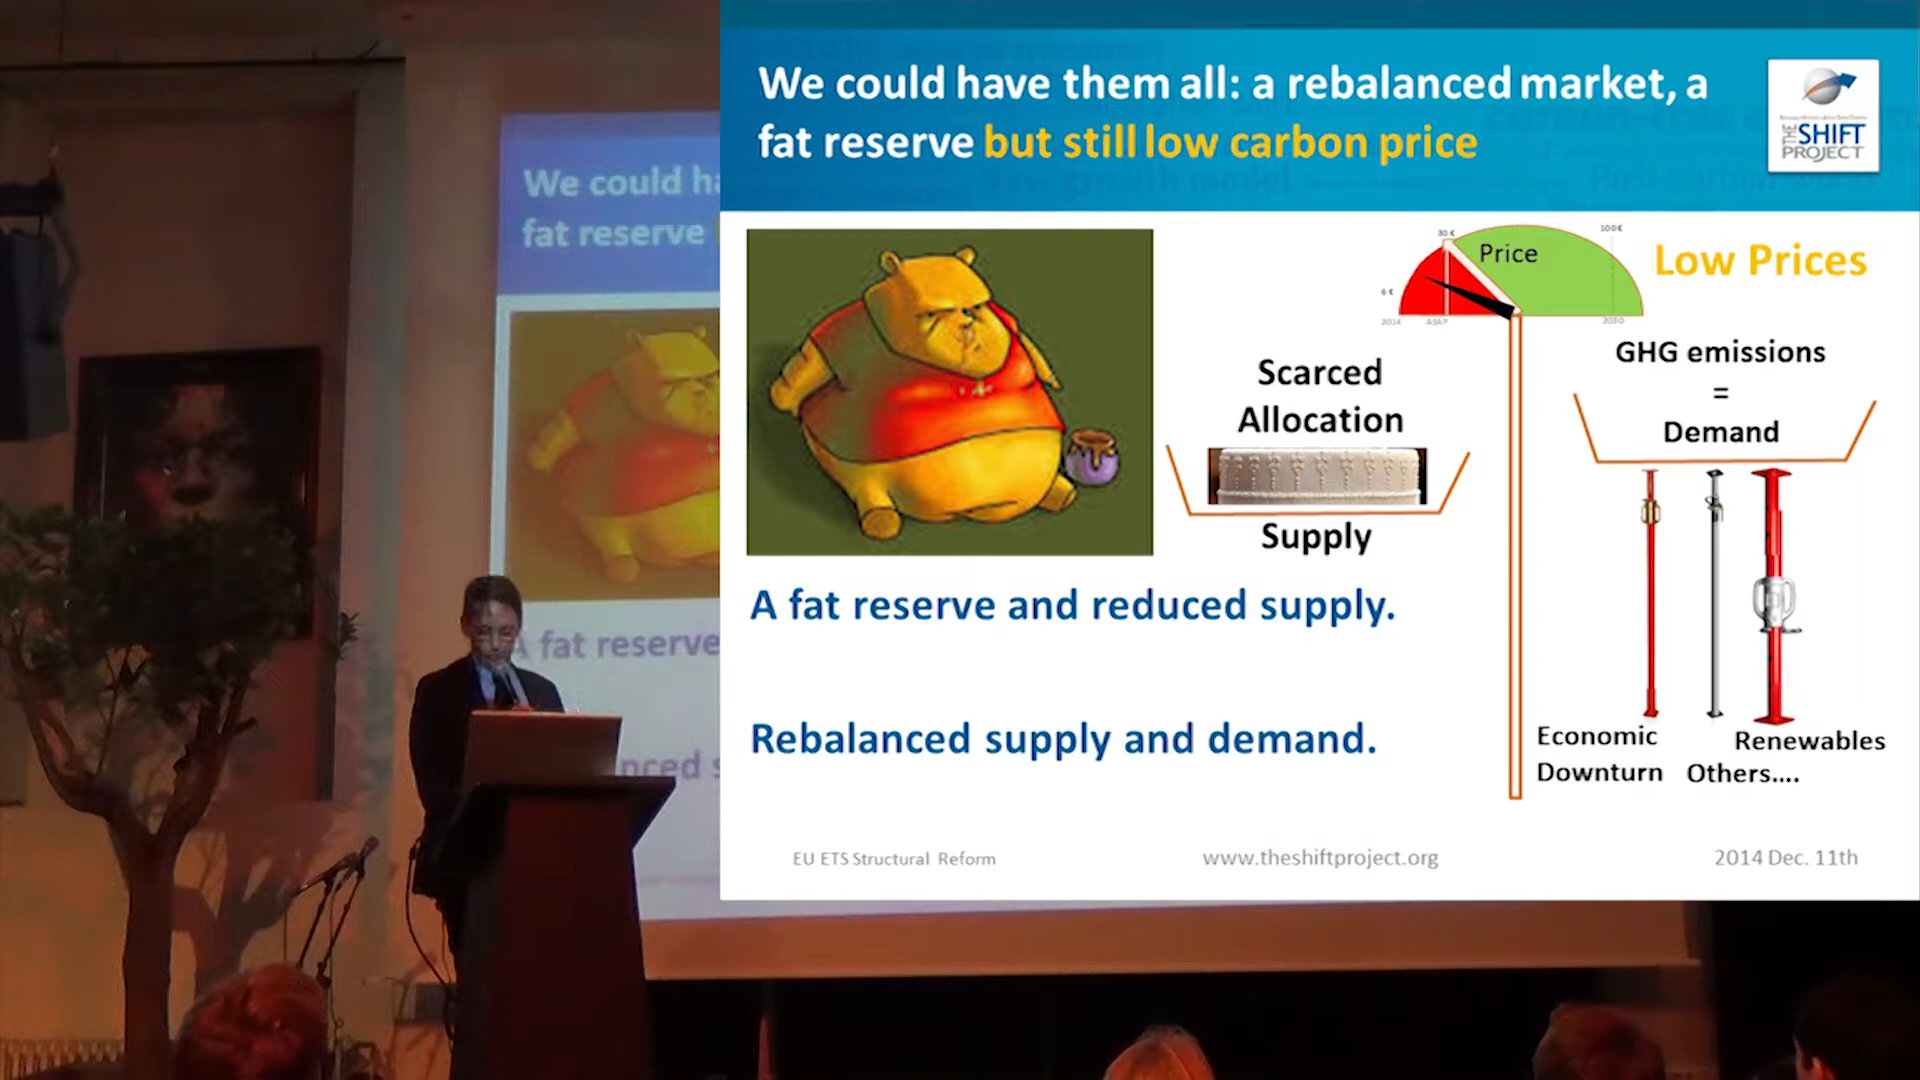 We could have them all: a rebalanced market, a
fat reserve but still low carbon price
THE SHIFT
PROJECT
We could ha
fat reserve
30 €
100 €
Price
Low Prices
6 €
2014
ASAP
2030
GHG emissions
=
Demand
Scarced
Allocation
Supply
A fat reserve and reduced supply.
fat reserve
Rebalanced supply and demand.
nced s
Economic
Downturn
Others....
Renewables
EU ETS Structural Reform
www.theshiftproject.org
2014 Dec. 11th